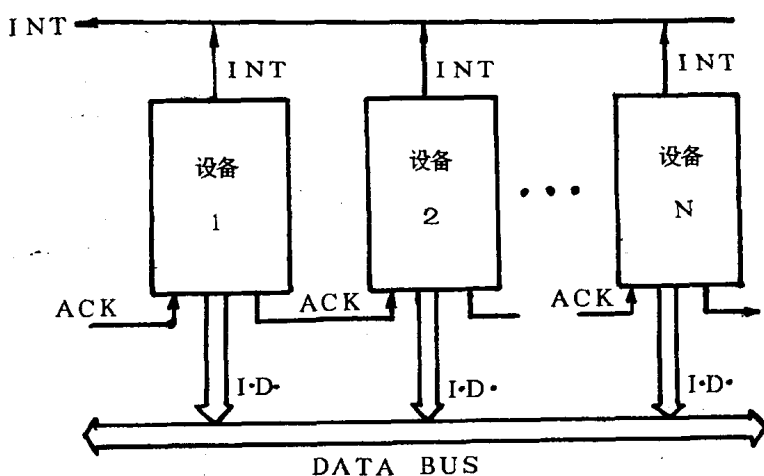 INT
INT INT INT
设备 设备 设备
1 2 ••• N
ACK ACK ACK
I·D· I·D· I·D·
DATA BUS